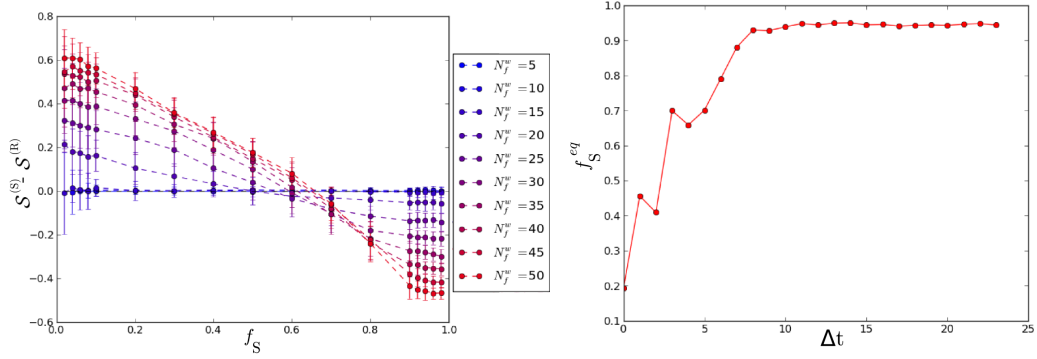 0.8
0.6
0.4
0.2
0.0
−0.2
−0.4
−0.6
0.0
0.2
0.4
0.6
0.8
1.0
𝒮^(S)- 𝒮^(R)
f_S
N_f^w =5
N_f^w =10
N_f^w =15
N_f^w =20
N_f^w =25
N_f^w =30
N_f^w =35
N_f^w =40
N_f^w =45
N_f^w =50
1.0
0.9
0.8
0.7
0.6
0.5
0.4
0.3
0.2
0.1
0
5
10
15
20
25
f_S^eq
Δt